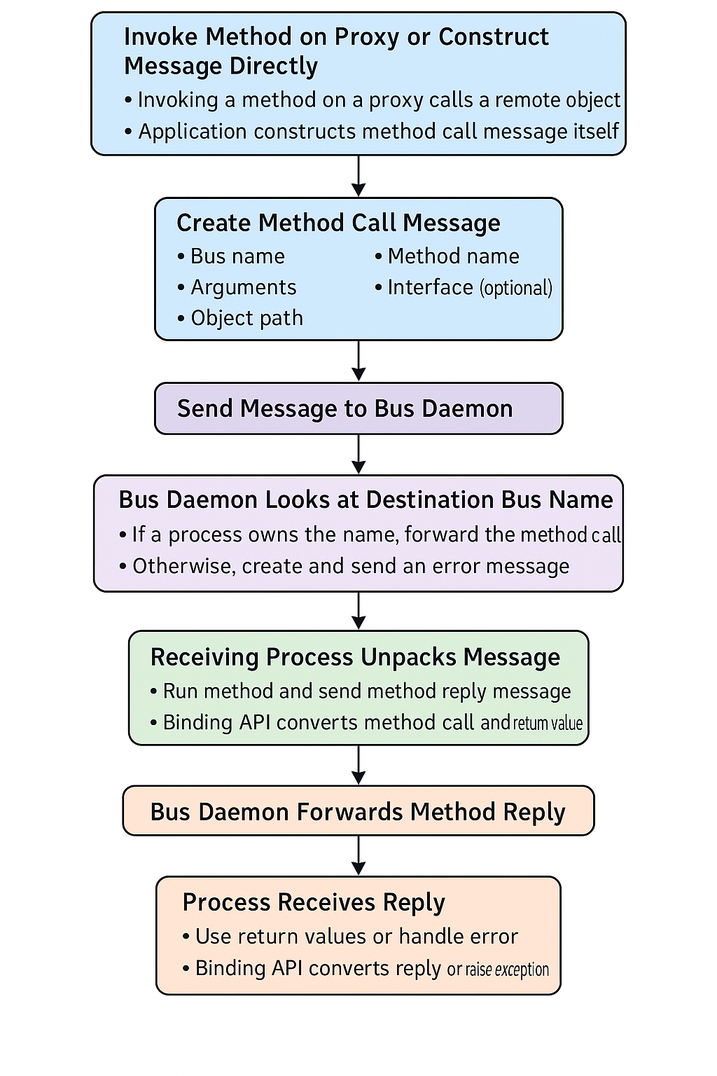 Invoke Method on Proxy or Construct
Message Directly
• Invoking a method on a proxy calls a remote object
• Application constructs method call message itself
Create Method Call Message
• Bus name
• Arguments
• Object path
• Method name
• Interface (optional)
Send Message to Bus Daemon
Bus Daemon Looks at Destination Bus Name
• If a process owns the name, forward the method call
• Otherwise, create and send an error message
Receiving Process Unpacks Message
• Run method and send method reply message
• Binding API converts method call and return value
Bus Daemon Forwards Method Reply
Process Receives Reply
• Use return values or handle error
• Binding API converts reply or raise exception